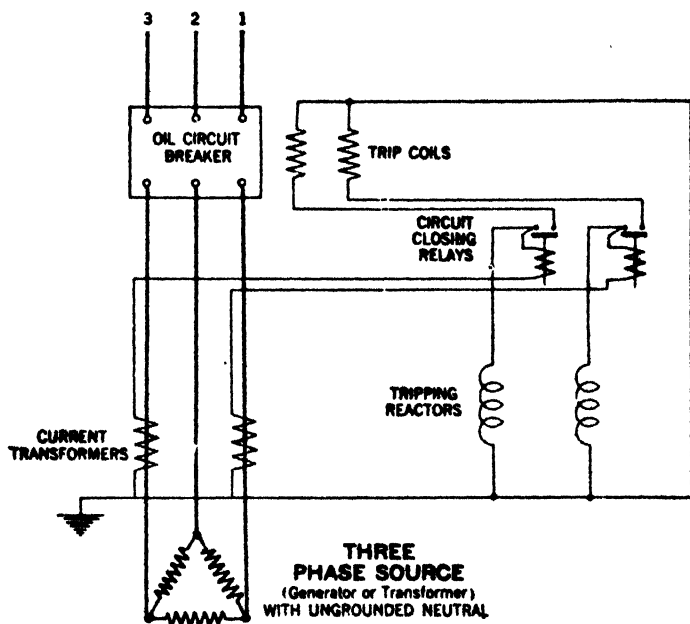 3 2 1
OIL CIRCUIT
BREAKER
TRIP COILS
CIRCUIT
CLOSING
RELAYS
TRIPPING
REACTORS
CURRENT
TRANSFORMERS
THREE
PHASE SOURCE
(Generator or Transformer)
WITH UNGROUNDED NEUTRAL